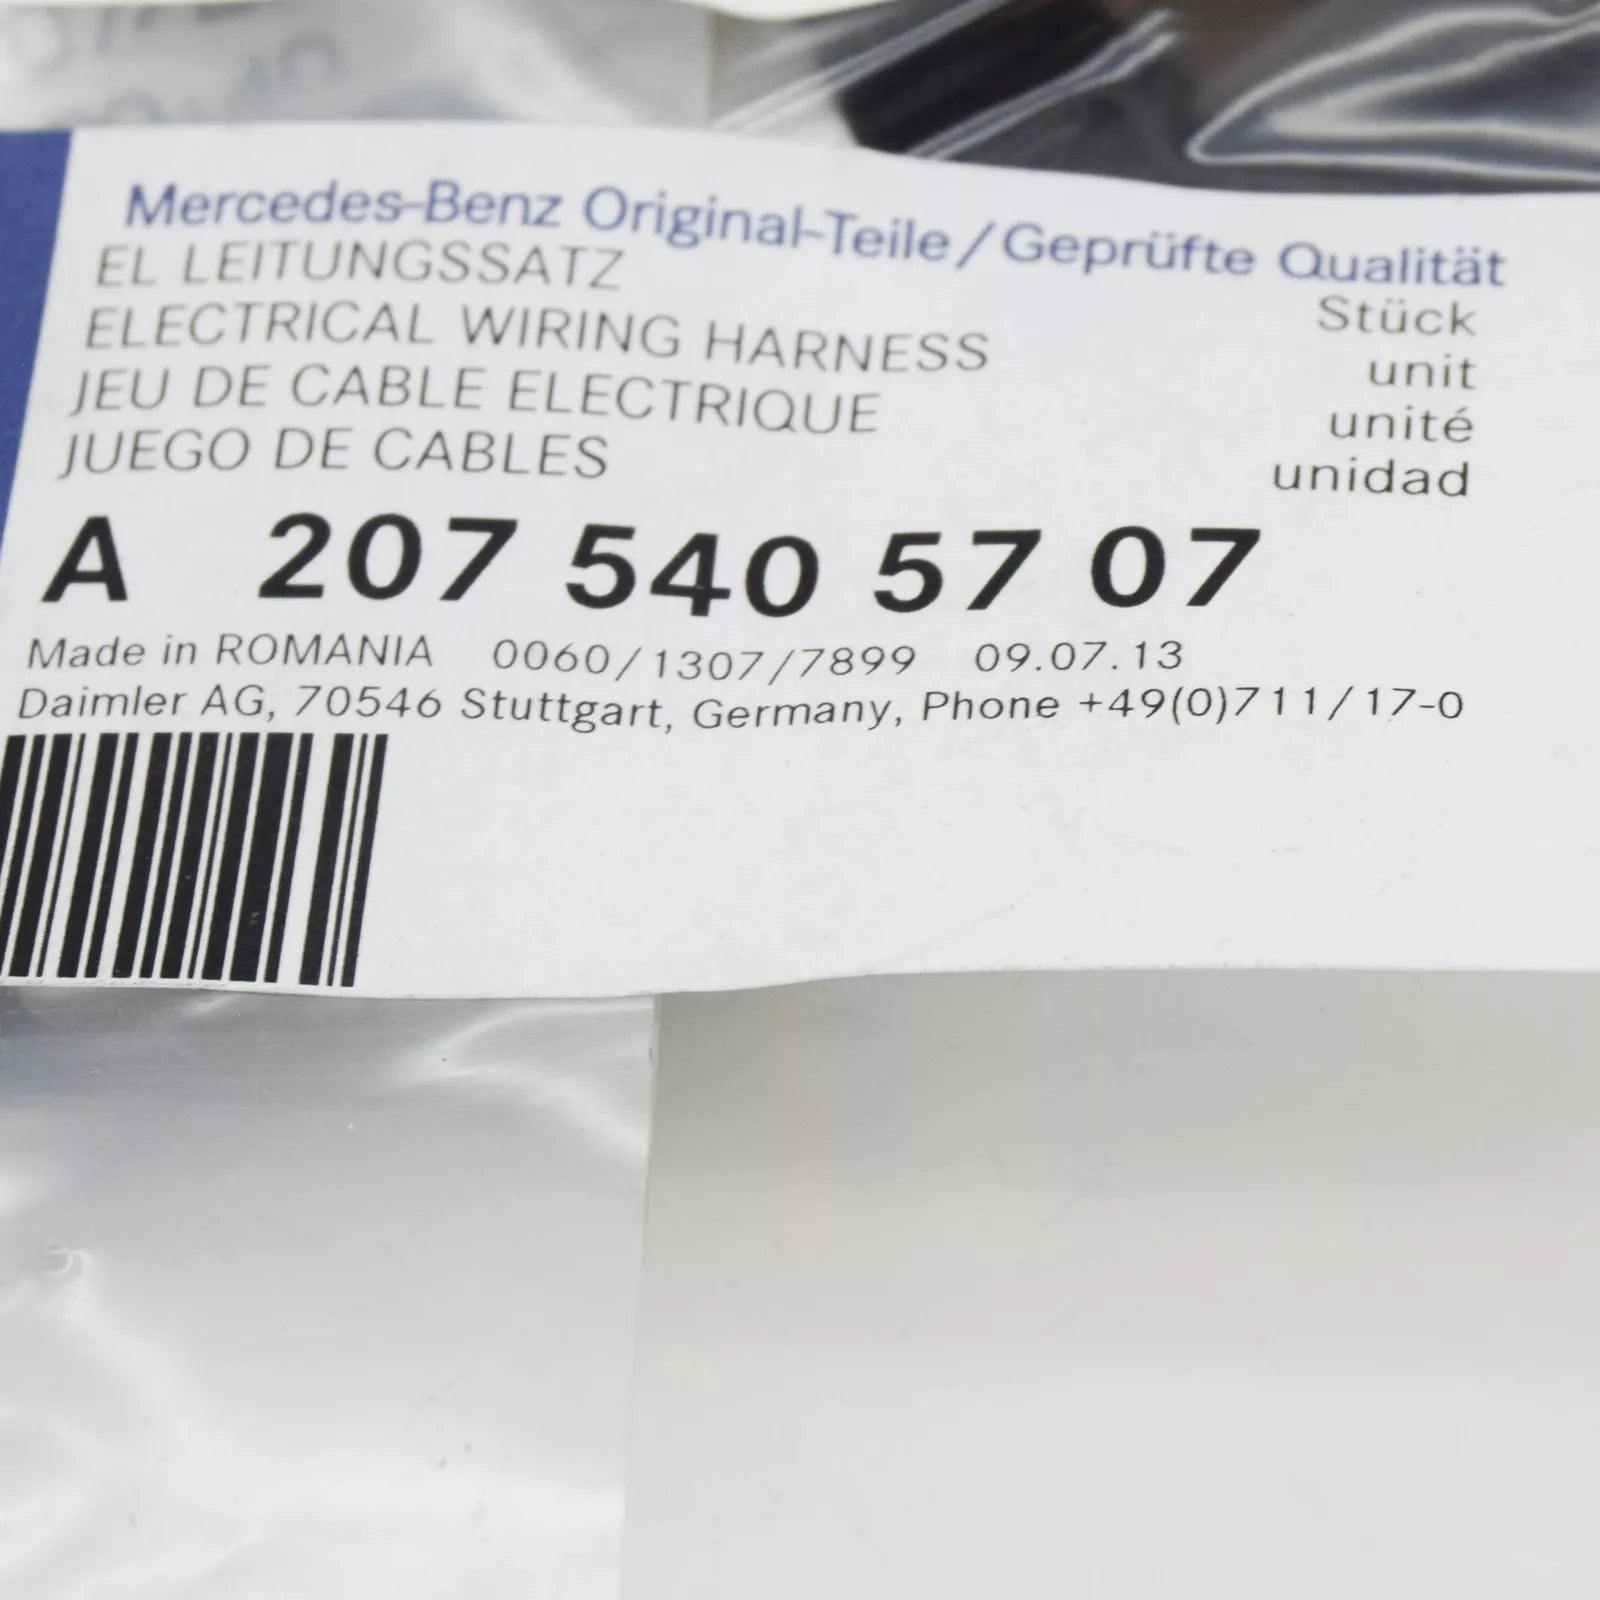 Mercedes-Benz Original-Teile/Geprüfte Qualität
EL LEITUNGSSATZ Stück
ELECTRICAL WIRING HARNESS unit
JEU DE CABLE ELECTRIQUE unité
JUEGO DE CABLES unidad
A 207 540 57 07
Made in ROMANIA 0060/1307/7899 09.07.13
Daimler AG, 70546 Stuttgart, Germany, Phone +49(0)711/17-0